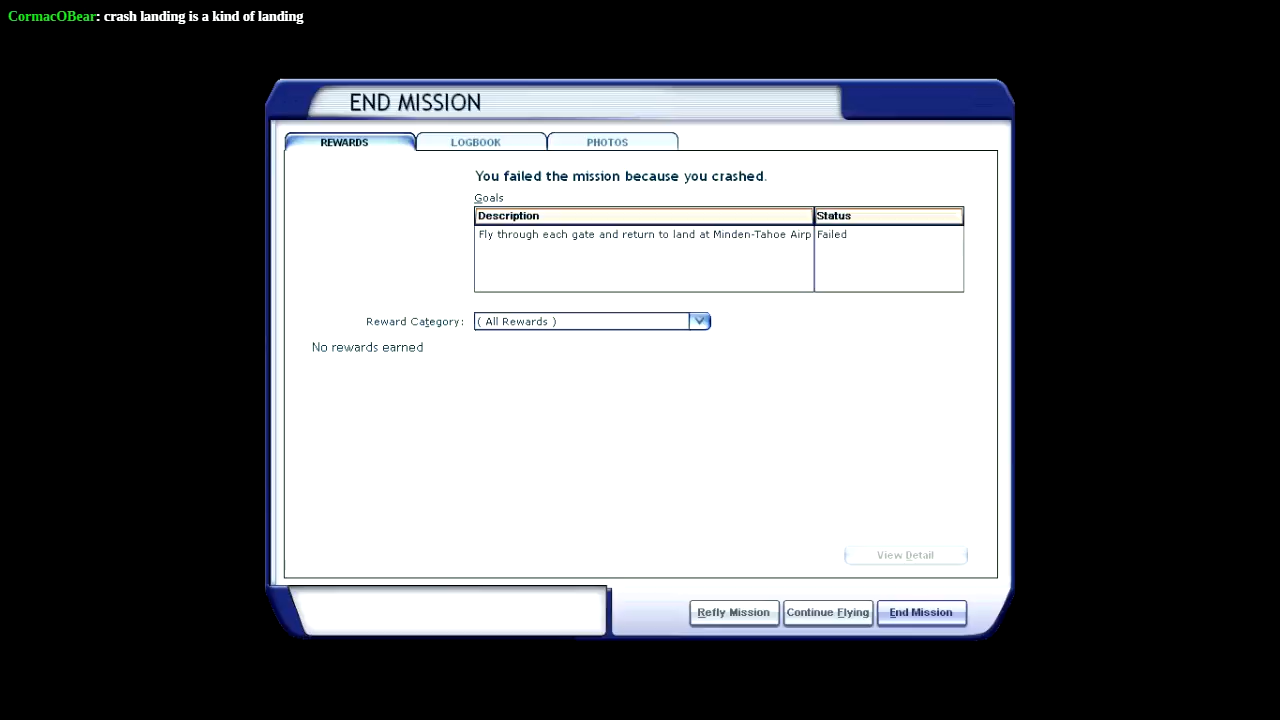 CormacOBear: crash landing is a kind of landing
END MISSION
REWARDS LOGBOOK PHOTOS
You failed the mission because you crashed.
Goals
Description Status
Fly through each gate and return to land at Minden-Tahoe Airp Failed
Reward Category: ( All Rewards )
No rewards earned
View Detail
Refly Mission Continue Flying End Mission